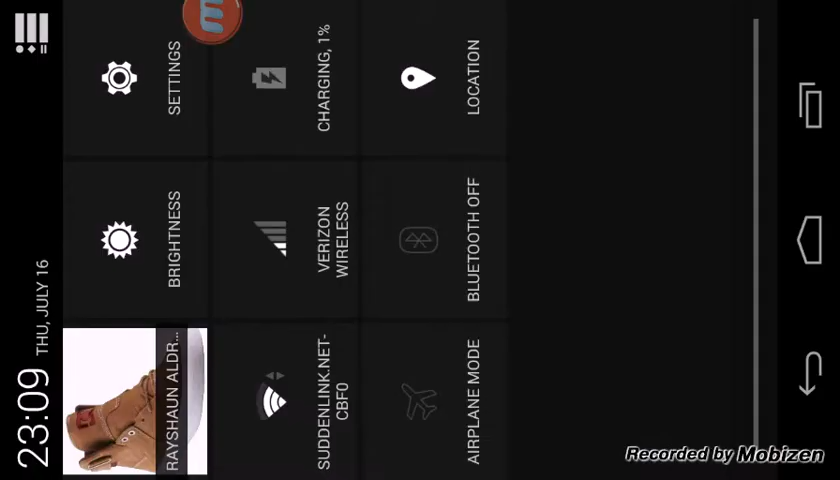 23:09 THU, JULY 16
RAYSHAUN ALDR...
BRIGHTNESS
SETTINGS
SUDDENLINK.NET-
CBF0
VERIZON
WIRELESS
CHARGING, 1%
AIRPLANE MODE
BLUETOOTH OFF
LOCATION
Recorded by Mobizen